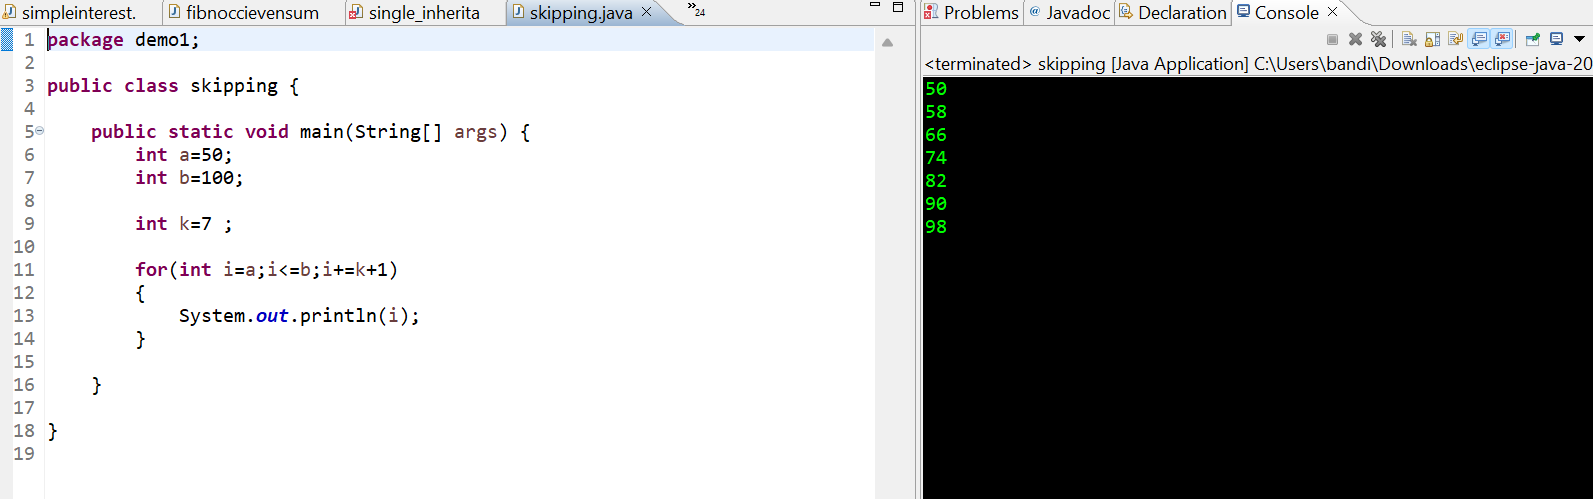 simpleinterest. fibnoccievensum single_inherita skipping.java »24
Problems @ Javadoc Declaration Console
<terminated> skipping [Java Application] C:\Users\bandi\Downloads\eclipse-java-20
1 package demo1;
2
3 public class skipping {
4
5 public static void main(String[] args) {
6 int a=50;
7 int b=100;
8
9 int k=7 ;
10
11 for(int i=a;i<=b;i+=k+1)
12 {
13 System.out.println(i);
14 }
15
16 }
17
18 }
19
50
58
66
74
82
90
98